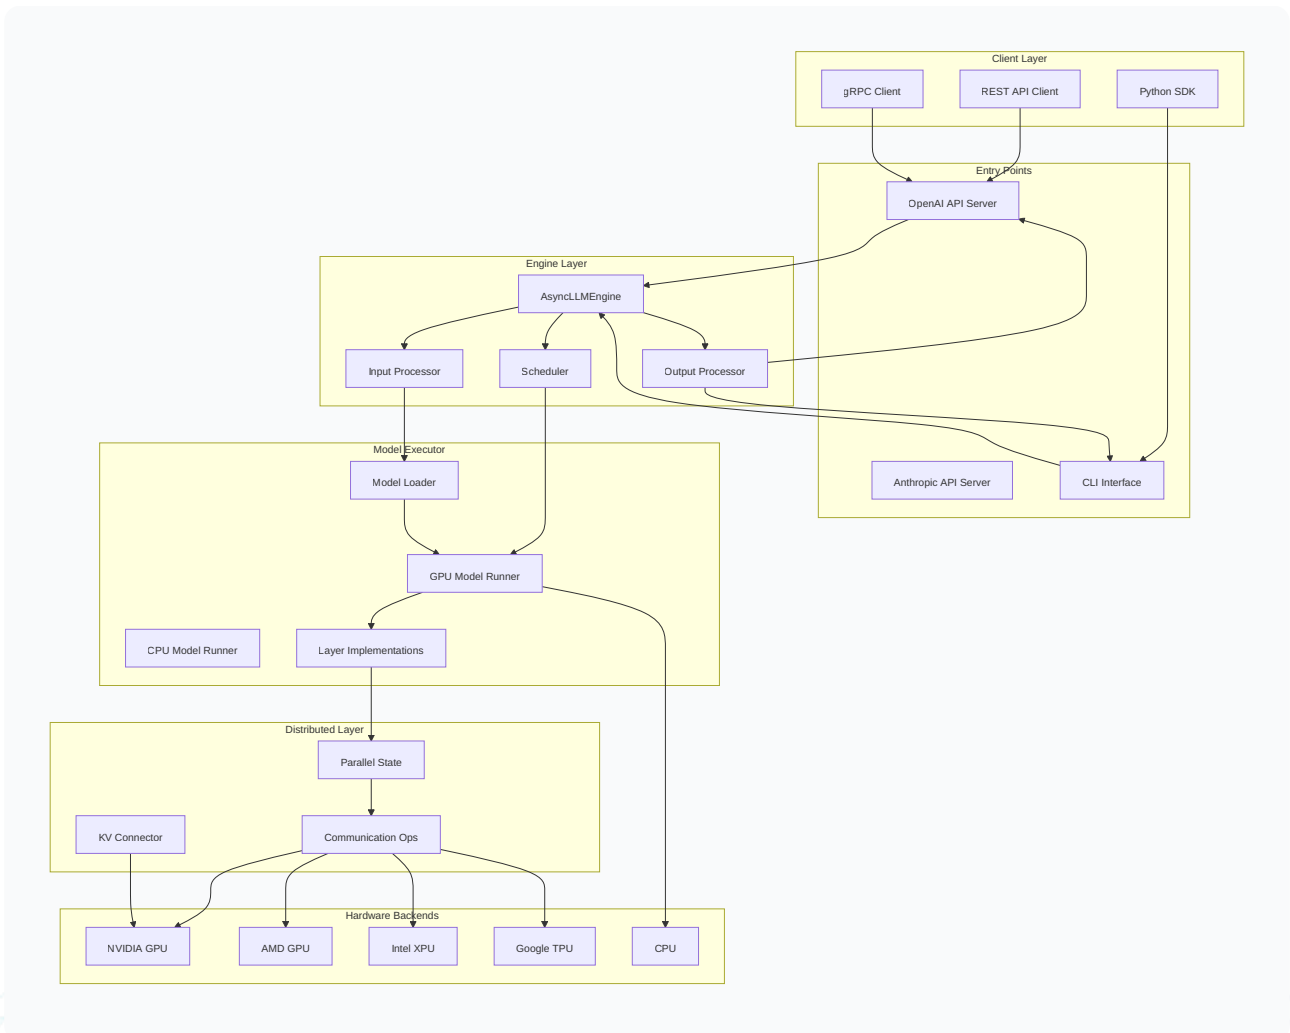 Client Layer
gRPC Client
REST API Client
Python SDK
Entry Points
OpenAI API Server
Engine Layer
AsyncLLMEngine
Input Processor
Scheduler
Output Processor
Model Executor
Model Loader
Anthropic API Server
CLI Interface
GPU Model Runner
CPU Model Runner
Layer Implementations
Distributed Layer
Parallel State
KV Connector
Communication Ops
Hardware Backends
NVIDIA GPU
AMD GPU
Intel XPU
Google TPU
CPU